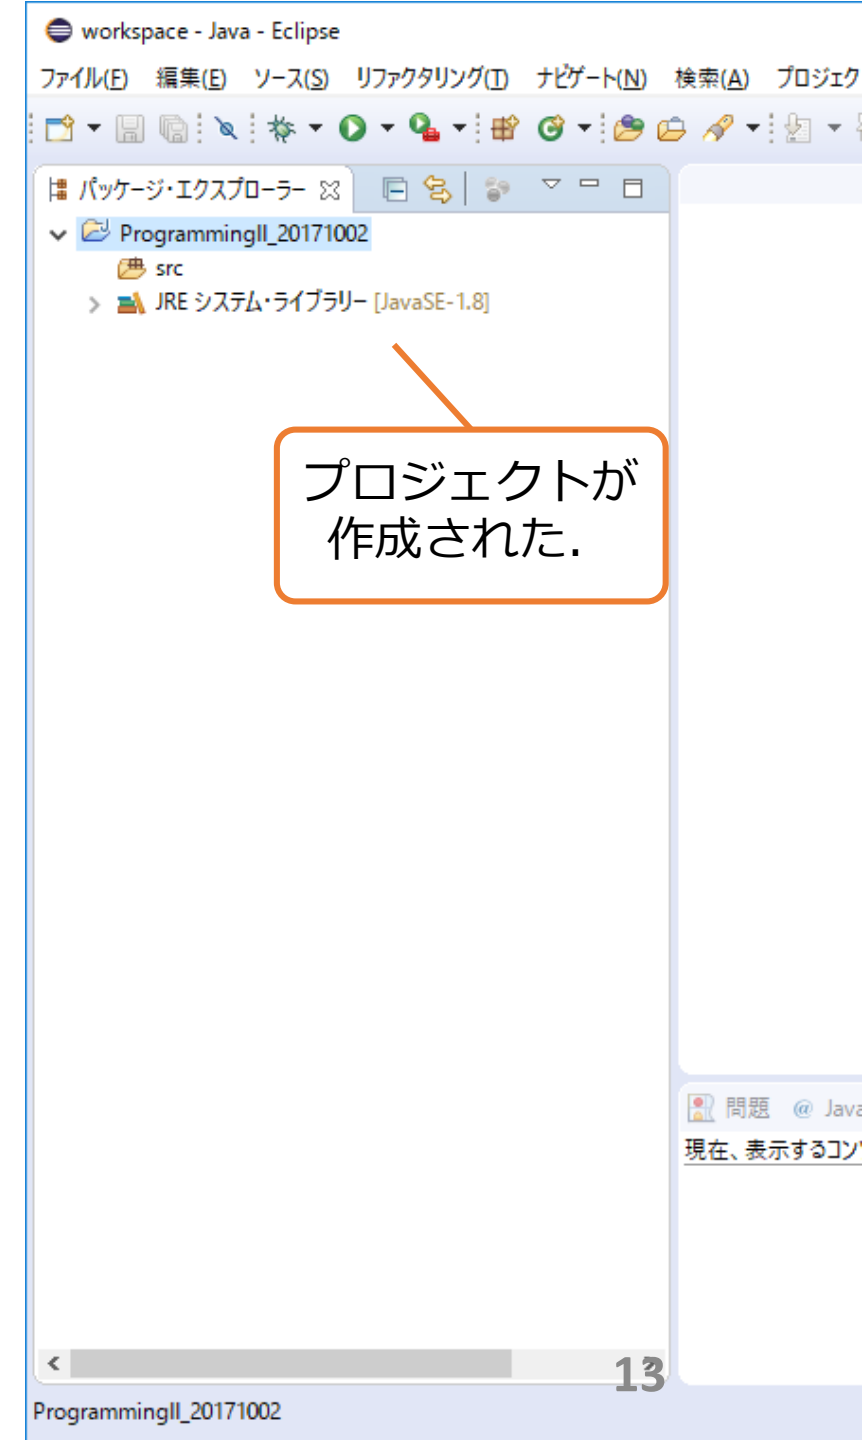 workspace - Java - Eclipse
ファイル(F) 編集(E) ソース(S) リファクタリング(T) ナビゲート(N) 検索(A) プロジェク
パッケージ・エクスプローラー
ProgrammingII_20171002
src
JRE システム・ライブラリー [JavaSE-1.8]
プロジェクトが
作成された.
問題 @ Java
現在、表示するコン
13
ProgrammingII_20171002